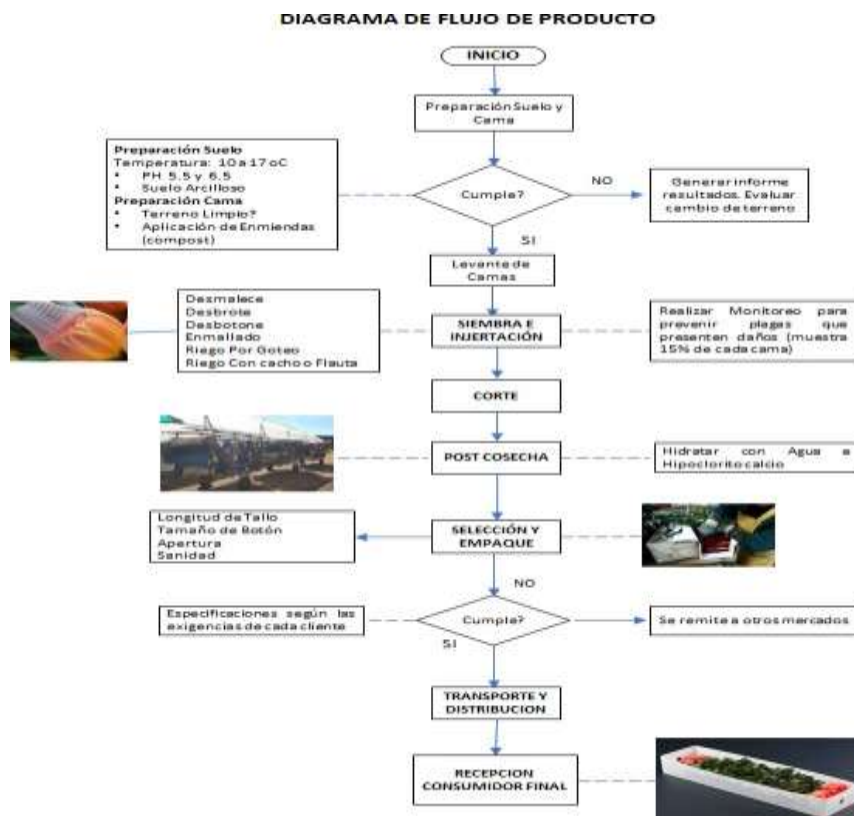 DIAGRAMA DE FLUJO DE PRODUCTO
INICIO
Preparación Suelo y
Cama
Preparación Suelo
Temperatura: 10 a 17 oC
• PH 5,5 y 6,5
• Suelo Arcilloso
Preparación Cama
• Terreno Limpio?
• Aplicación de Enmiendas
(compost)
Cumple?
NO
Generar informe
resultados. Evaluar
cambio de terreno
SI
Levante de
Camas
Desmalece
Desbrote
Desbotone
Enmallado
Riego Por Goteo
Riego Con cacho o Flauta
SIEMBRA E
INJERTACIÓN
Realizar Monitoreo para
prevenir plagas que
presenten daños (muestra
15% de cada cama)
CORTE
POST COSECHA
Hidratar con Agua e
Hipoclorito calcio
Longitud de Tallo
Tamaño de Botón
Apertura
Sanidad
SELECCIÓN Y
EMPAQUE
NO
Especificaciones según las
exigencias de cada cliente
Cumple?
Se remite a otros mercados
SI
TRANSPORTE Y
DISTRIBUCION
RECEPCION
CONSUMIDOR FINAL